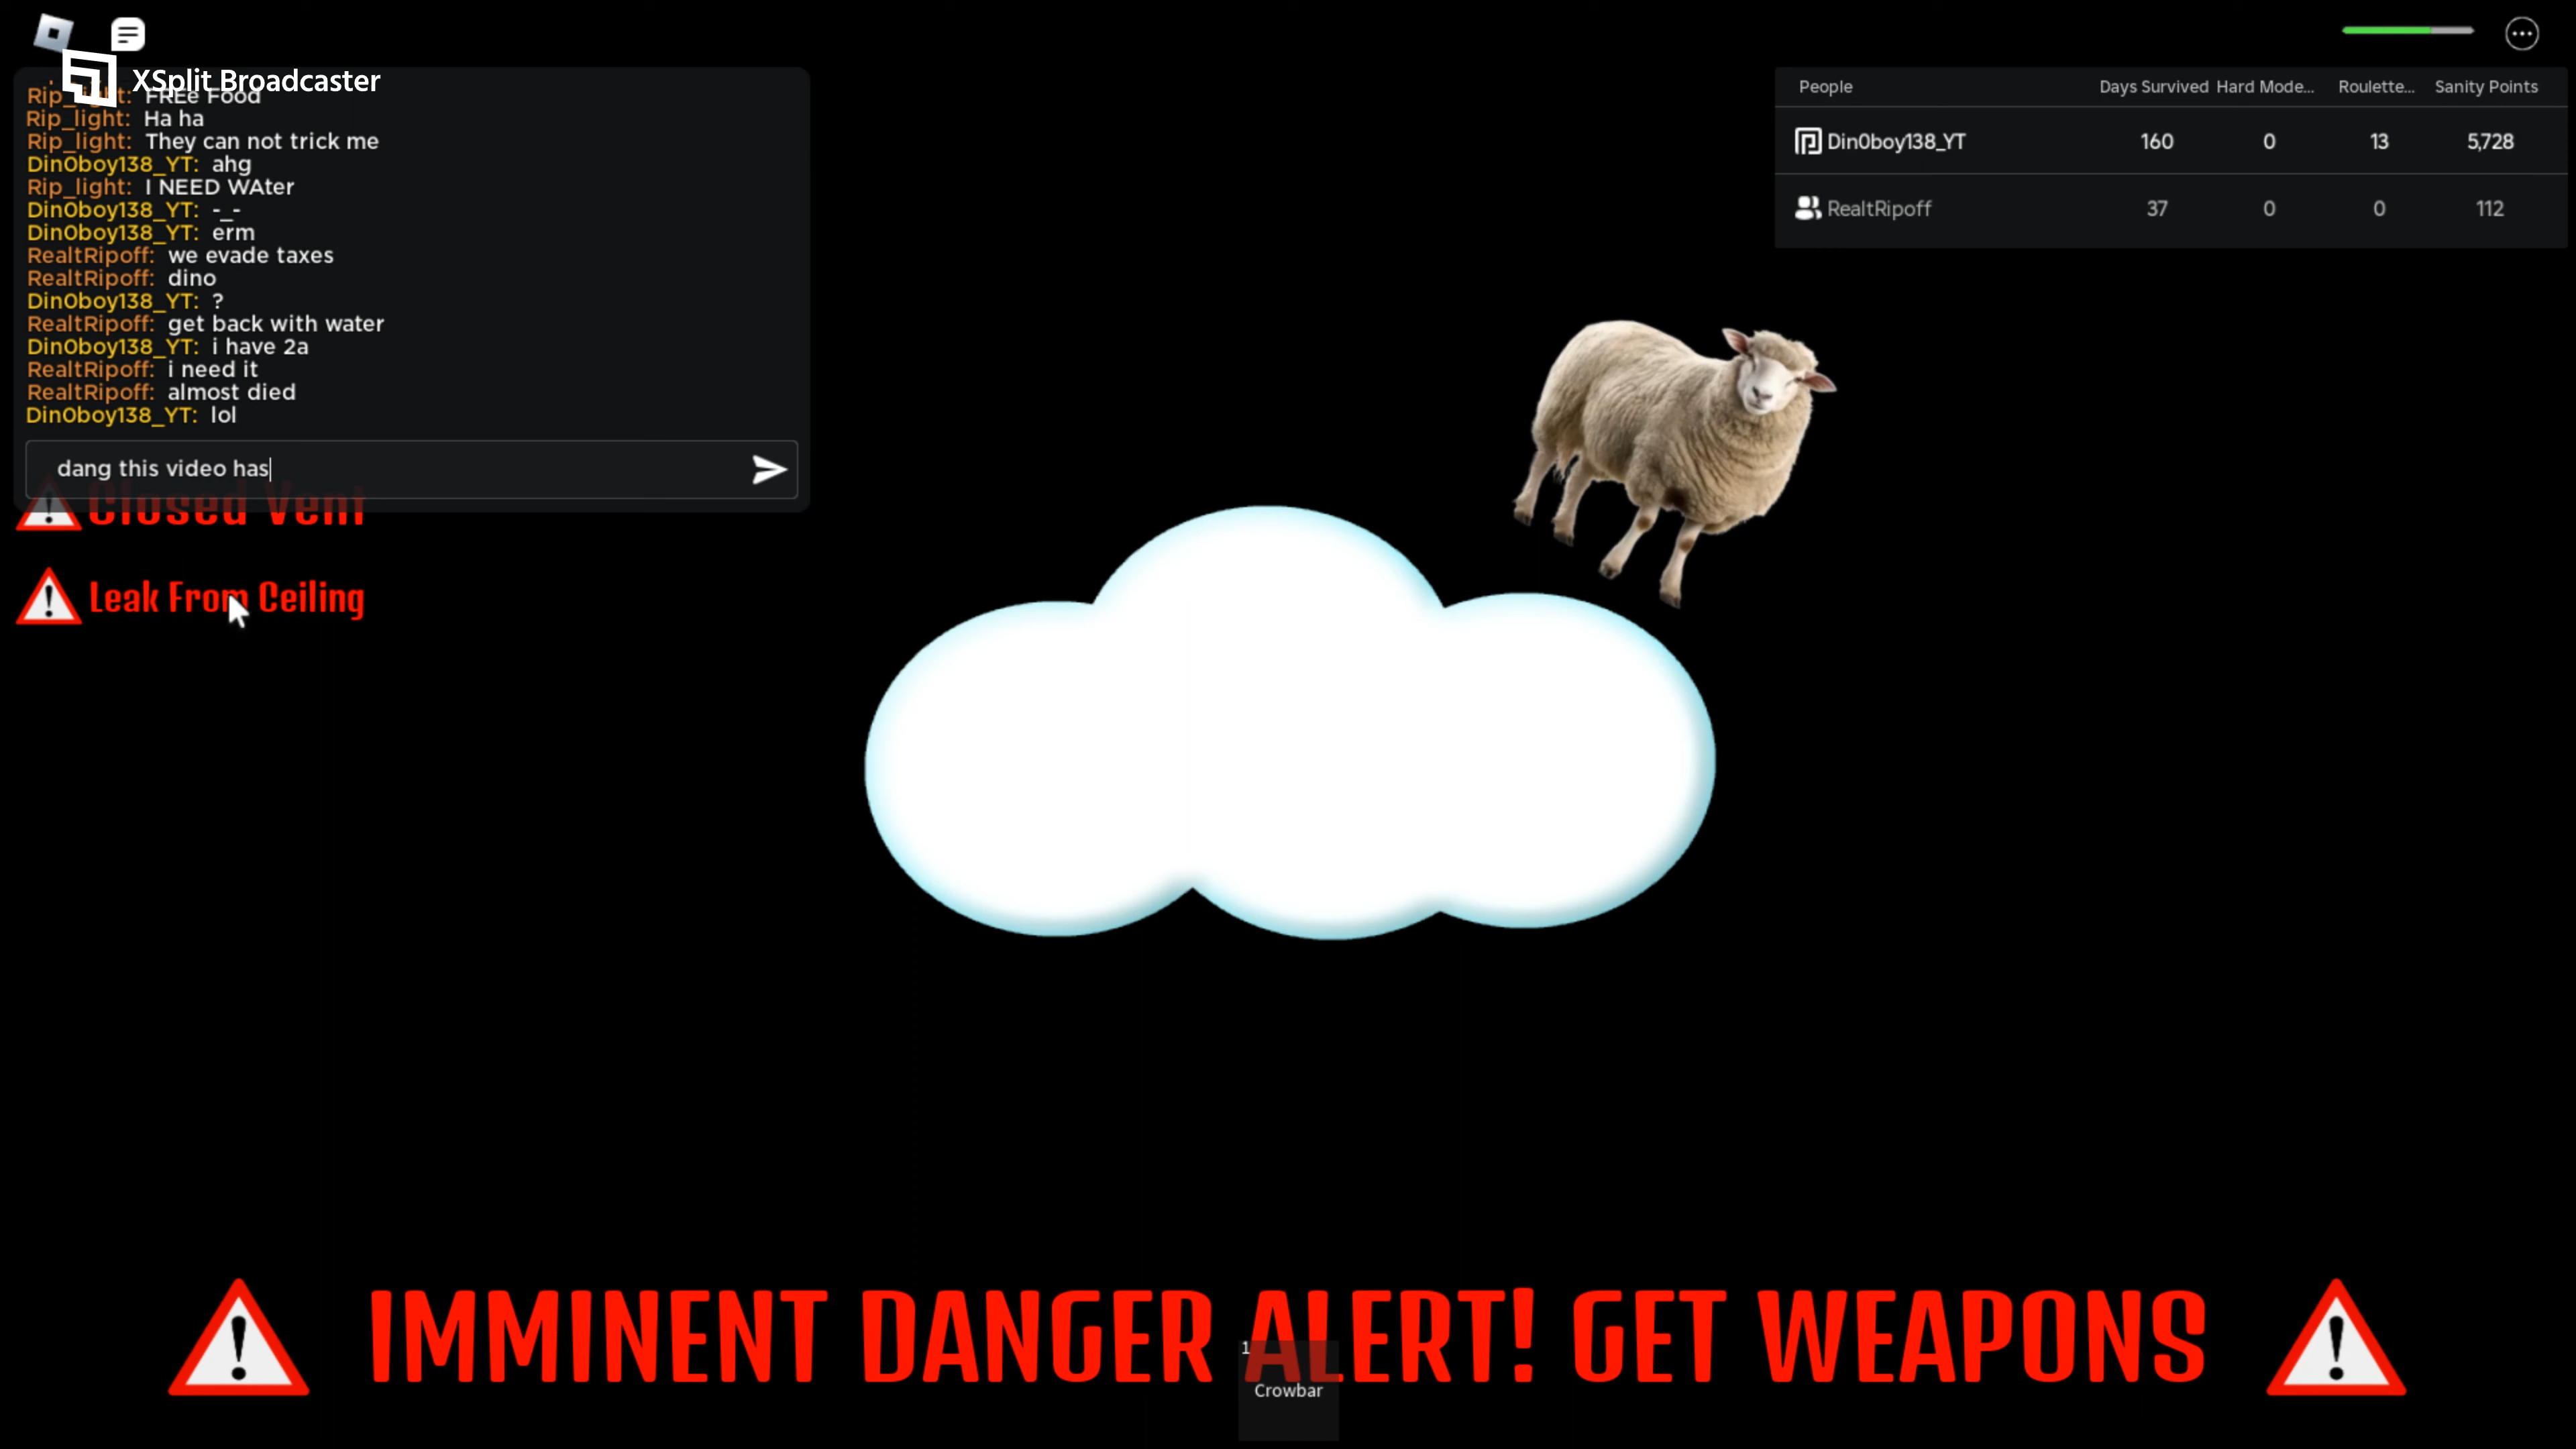 XSplit Broadcaster
Rip_light: FREe Food
Rip_light: Ha ha
Rip_light: They can not trick me
Din0boy138_YT: ahg
Rip_light: I NEED WAter
Din0boy138_YT: -_-
Din0boy138_YT: erm
RealtRipoff: we evade taxes
RealtRipoff: dino
Din0boy138_YT: ?
RealtRipoff: get back with water
Din0boy138_YT: i have 2a
RealtRipoff: i need it
RealtRipoff: almost died
Din0boy138_YT: lol
dang this video has
Closed Vent
Leak From Ceiling
People Days Survived Hard Mode... Roulette... Sanity Points
Din0boy138_YT 160 0 13 5,728
RealtRipoff 37 0 0 112
IMMINENT DANGER ALERT! GET WEAPONS
1
Crowbar